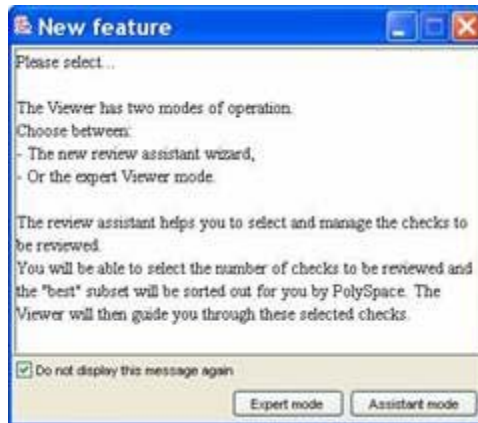 New feature
Please select...
The Viewer has two modes of operation.
Choose between:
- The new review assistant wizard,
- Or the expert Viewer mode.
The review assistant helps you to select and manage the checks to
be reviewed.
You will be able to select the number of checks to be reviewed and
the "best" subset will be sorted out for you by PolySpace. The
Viewer will then guide you through these selected checks.
Do not display this message again
Expert mode Assistant mode